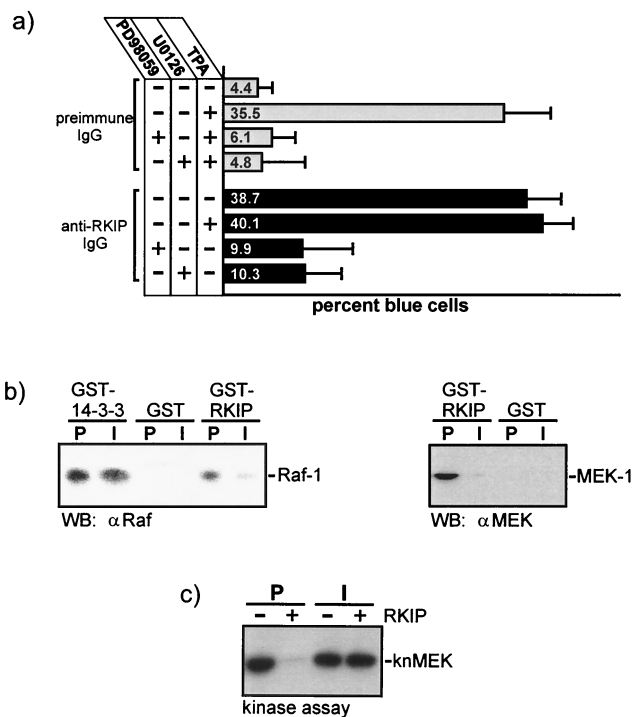 a)
PD98059 U0126 TPA
preimmune IgG
− − − 4.4
− − + 35.5
+ − + 6.1
− + + 4.8
anti-RKIP IgG
− − − 38.7
− − + 40.1
+ − − 9.9
− + − 10.3
percent blue cells
b)
GST-14-3-3 GST GST-RKIP
P I P I P I
-Raf-1
WB: αRaf
GST-RKIP GST
P I P I
-MEK-1
WB: αMEK
c)
P I
− + − + RKIP
-knMEK
kinase assay